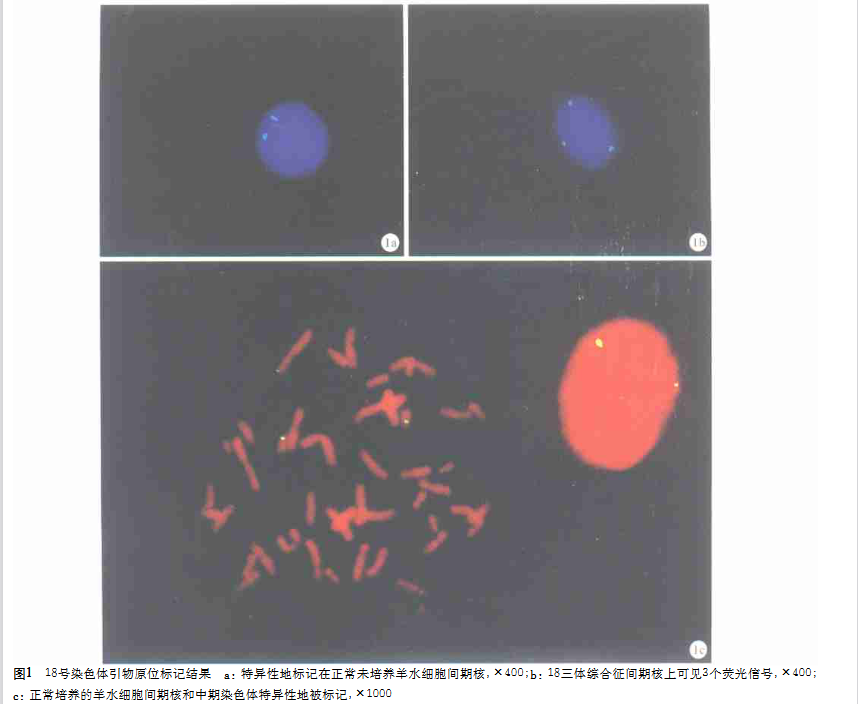 1a
1b
1c
图1 18号染色体引物原位标记结果 a: 特异性地标记在正常未培养羊水细胞间期核, ×400; b: 18三体综合征间期核上可见3个荧光信号, ×400;
c: 正常培养的羊水细胞间期核和中期染色体特异性地被标记, ×1000